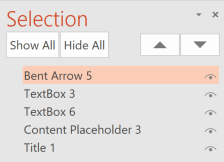 Selection
Show All Hide All
Bent Arrow 5
TextBox 3
TextBox 6
Content Placeholder 3
Title 1